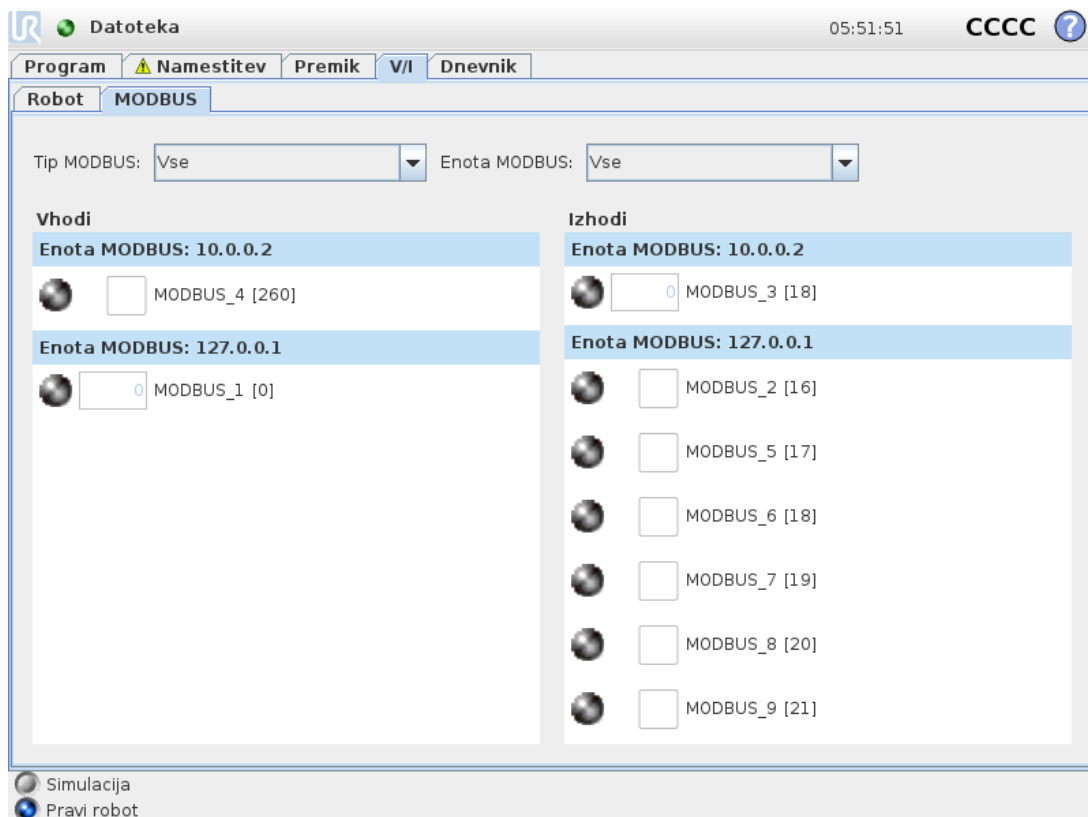 UR Datoteka 05:51:51 CCCC ?
Program Namestitev Premik V/I Dnevnik
Robot MODBUS
Tip MODBUS: Vse Enota MODBUS: Vse
Vhodi
Enota MODBUS: 10.0.0.2
MODBUS_4 [260]
Enota MODBUS: 127.0.0.1
0 MODBUS_1 [0]
Izhodi
Enota MODBUS: 10.0.0.2
0 MODBUS_3 [18]
Enota MODBUS: 127.0.0.1
MODBUS_2 [16]
MODBUS_5 [17]
MODBUS_6 [18]
MODBUS_7 [19]
MODBUS_8 [20]
MODBUS_9 [21]
Simulacija
Pravi robot